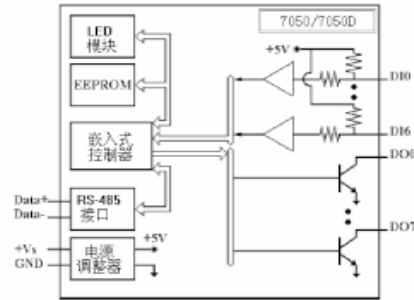 7050/7050D
LED
模块
EEPROM
嵌入式
控制器
RS-485
接口
电源
调整器
Data+
Data-
+Vs
GND
+5V
+5V
DI0
DI6
DO0
DO7